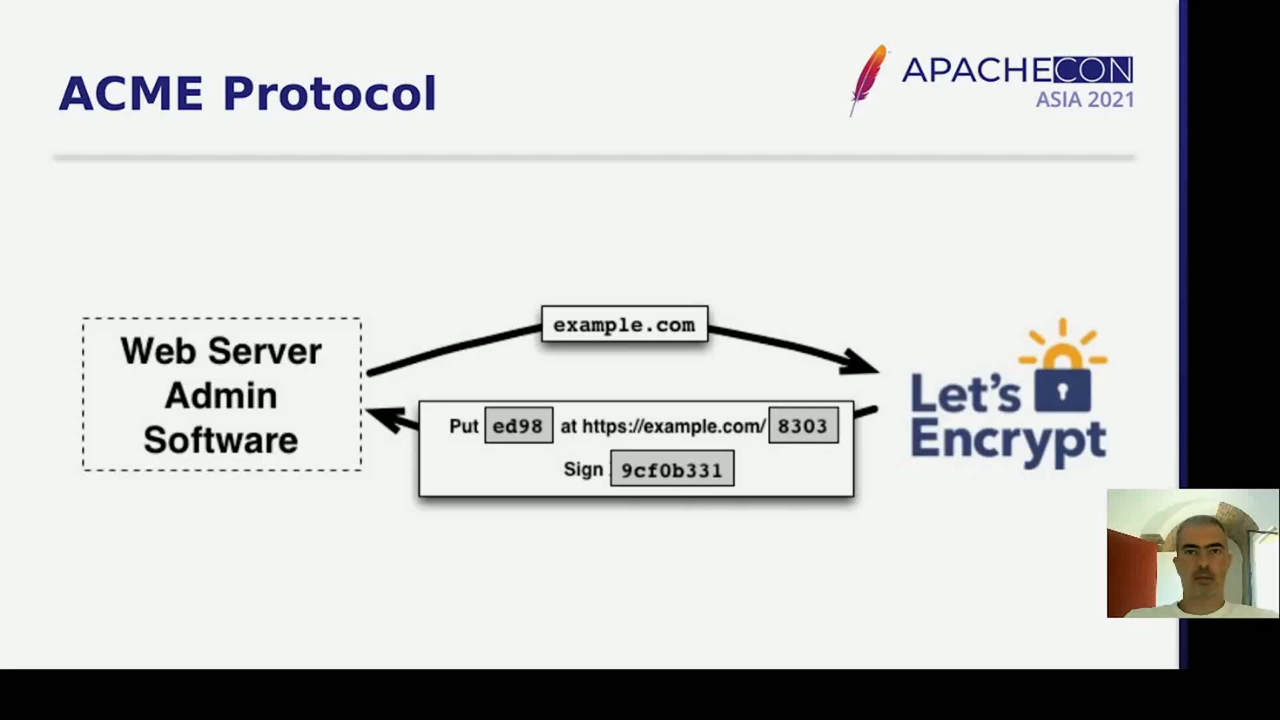 ACME Protocol
APACHECON
ASIA 2021
Web Server
Admin
Software
example.com
Put ed98 at https://example.com/ 8303
Sign 9cf0b331
Let's
Encrypt